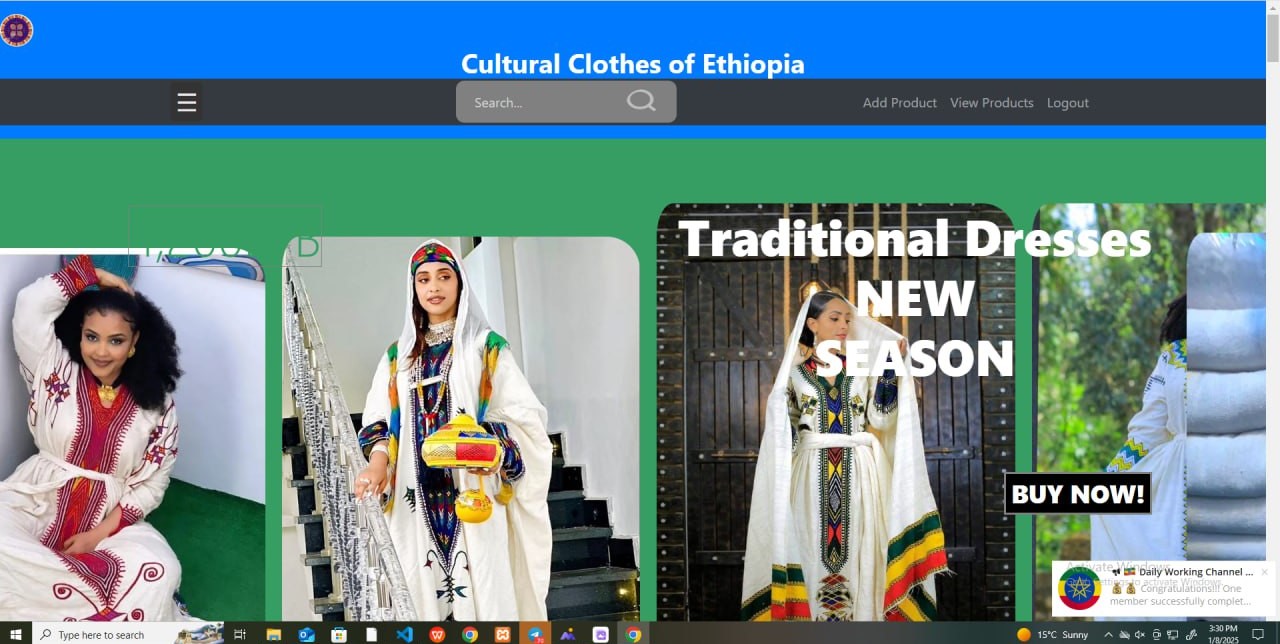 Cultural Clothes of Ethiopia
Search...
Add Product
View Products
Logout
Traditional Dresses
NEW
SEASON
BUY NOW!
Activate Windows
Daily Working Channel ...
settings to activate Windows.
Congratulations!!! One
member successfully complet...
Type here to search
15°C Sunny
3:30 PM
1/8/2025